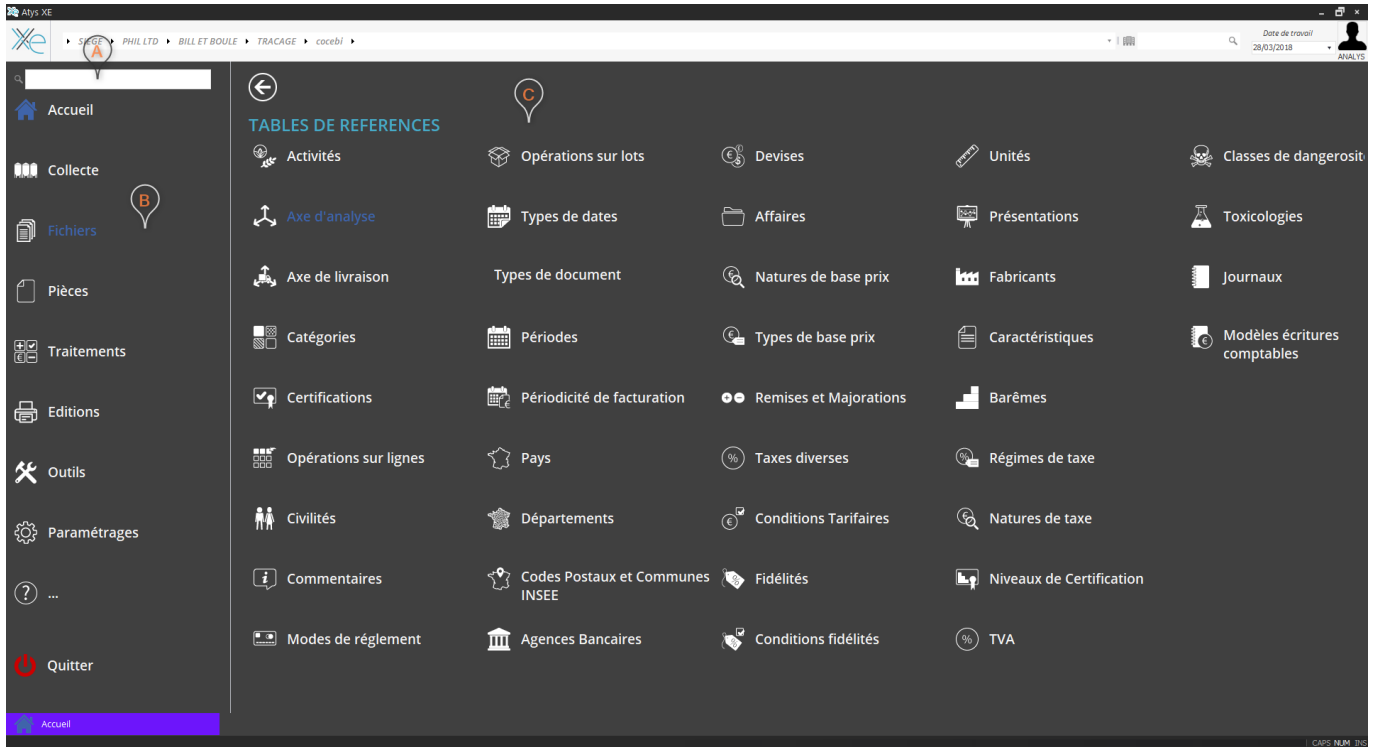 Atys XE
Xe
SIEGE PHIL LTD BILL ET BOULE TRACAGE cocebi
Date de travail
28/03/2018
ANALYS
A
B
C
Accueil
Collecte
Fichiers
Pièces
Traitements
Editions
Outils
Paramétrages
...
Quitter
Accueil
TABLES DE REFERENCES
Activités
Axe d'analyse
Axe de livraison
Catégories
Certifications
Opérations sur lignes
Civilités
Commentaires
Modes de réglement
Opérations sur lots
Types de dates
Types de document
Périodes
Périodicité de facturation
Pays
Départements
Codes Postaux et Communes
INSEE
Agences Bancaires
Devises
Affaires
Natures de base prix
Types de base prix
Remises et Majorations
Taxes diverses
Conditions Tarifaires
Fidélités
Conditions fidélités
Unités
Présentations
Fabricants
Caractéristiques
Barêmes
Régimes de taxe
Natures de taxe
Niveaux de Certification
TVA
Classes de dangerosit
Toxicologies
Journaux
Modèles écritures
comptables
CAPS NUM INS